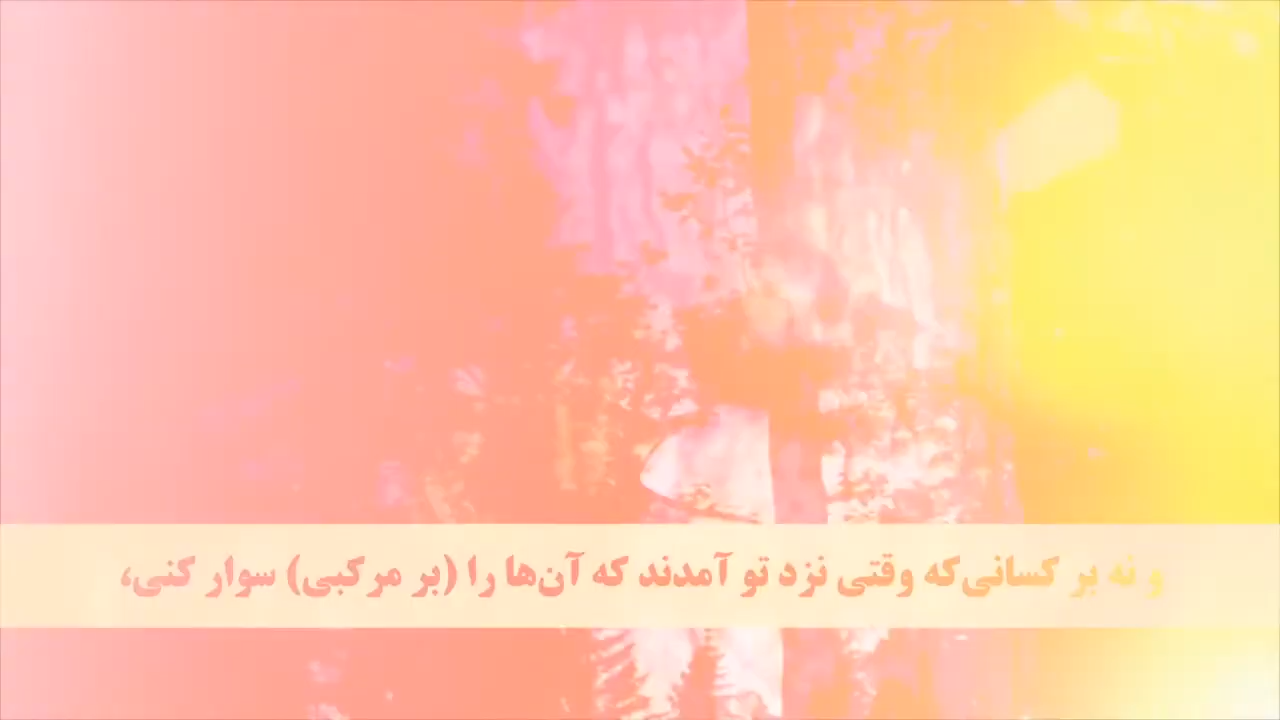 و نه بر کسانی‌که وقتی نزد تو آمدند که آن‌ها را (بر مرکبی) سوار کنی،